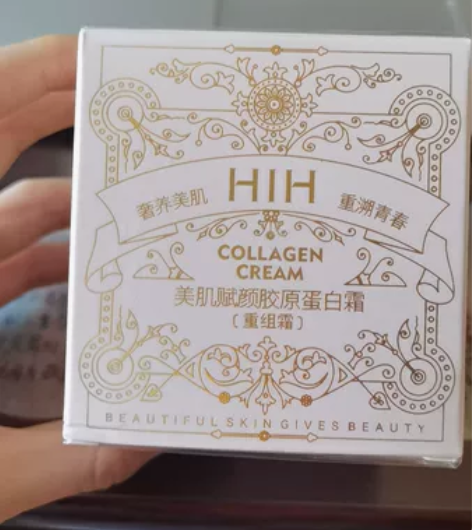 HIH
奢养美肌 重溯青春
COLLAGEN
CREAM
美肌赋颜胶原蛋白霜
〔重组霜〕
BEAUTIFUL SKIN GIVES BEAUTY